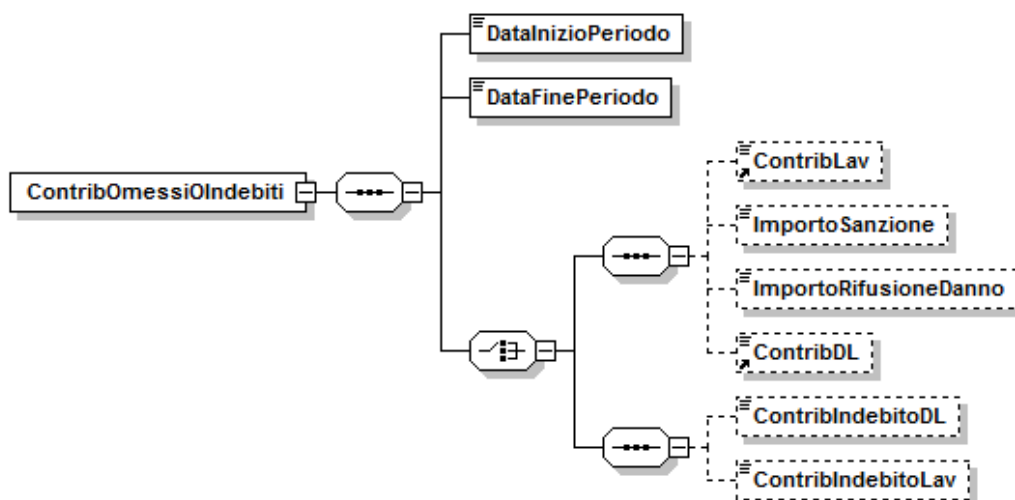 DataInizioPeriodo
DataFinePeriodo
ContribOmessiOIndebiti
ContribLav
ImportoSanzione
ImportoRifusioneDanno
ContribDL
ContribIndebitoDL
ContribIndebitoLav